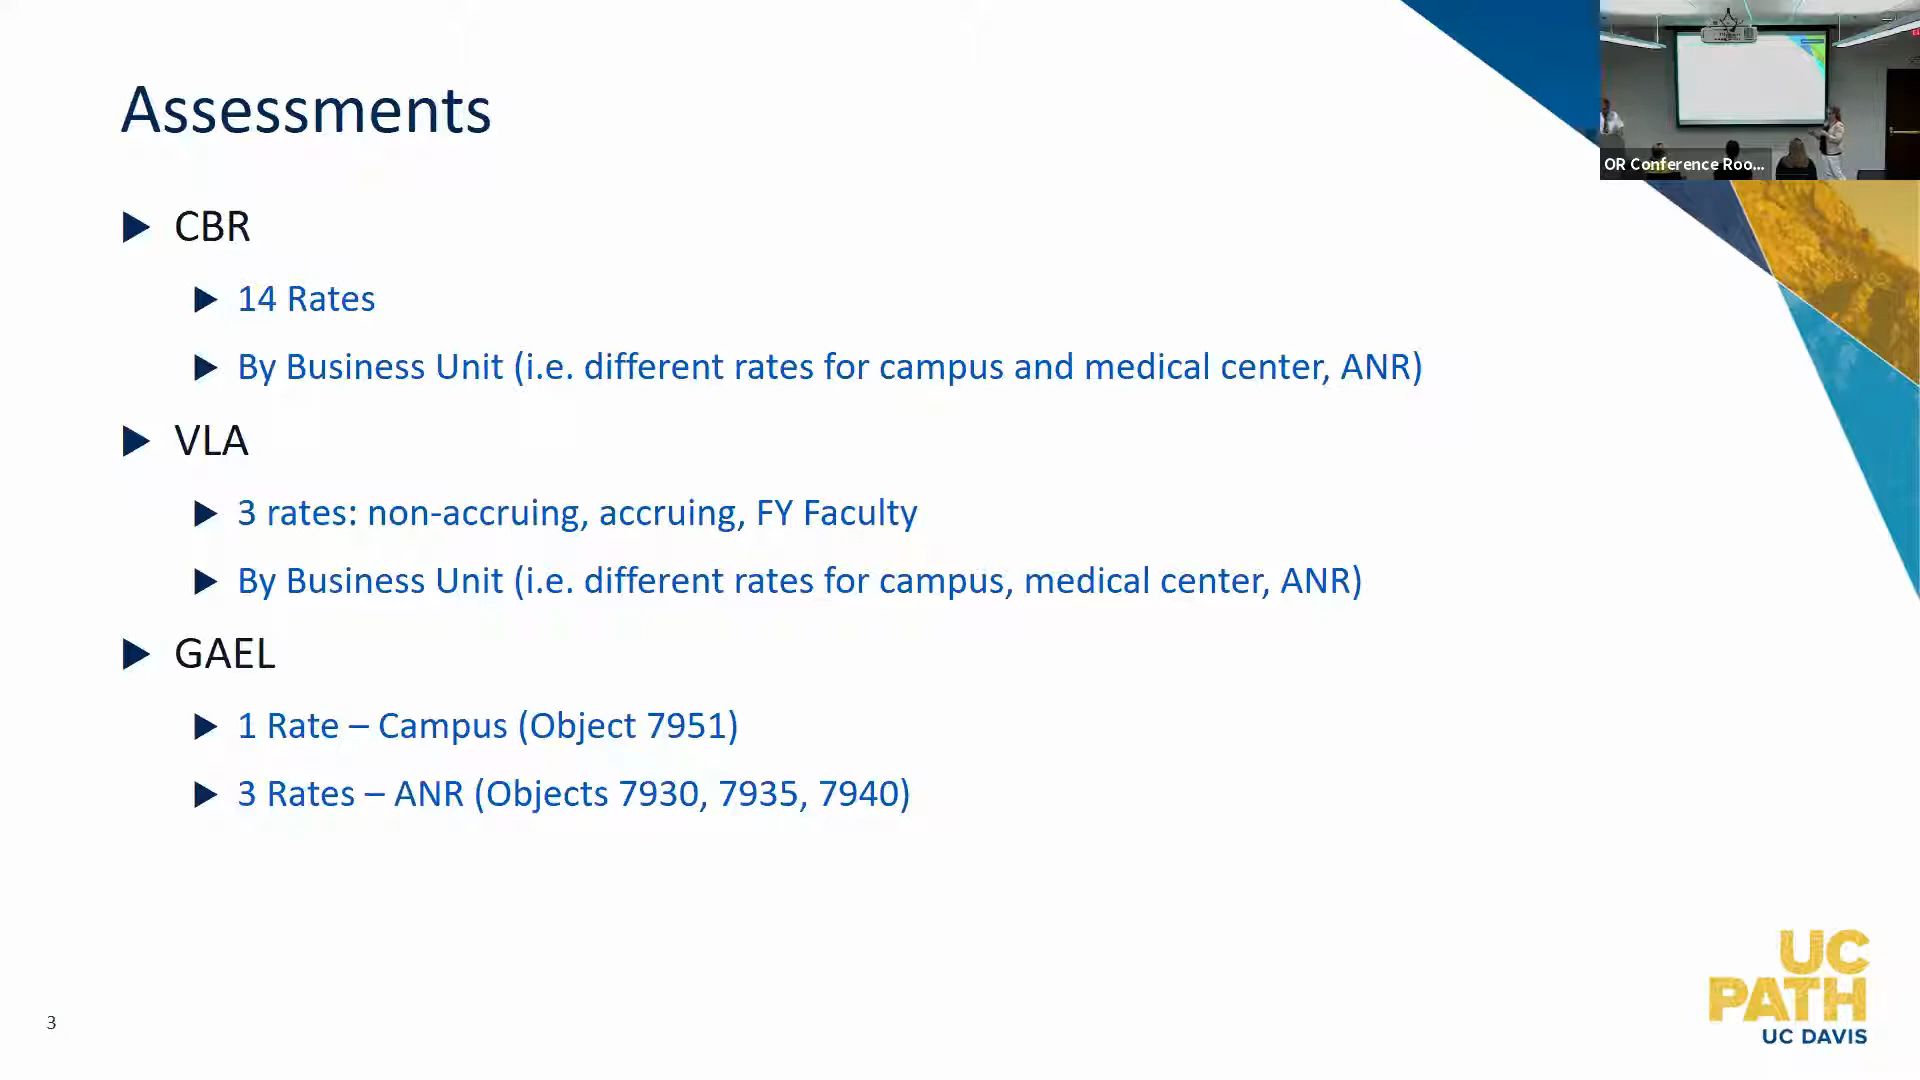 Assessments
OR Conference Roo...
CBR
14 Rates
By Business Unit (i.e. different rates for campus and medical center, ANR)
VLA
3 rates: non-accruing, accruing, FY Faculty
By Business Unit (i.e. different rates for campus, medical center, ANR)
GAEL
1 Rate – Campus (Object 7951)
3 Rates – ANR (Objects 7930, 7935, 7940)
UC
PATH
UC DAVIS
3